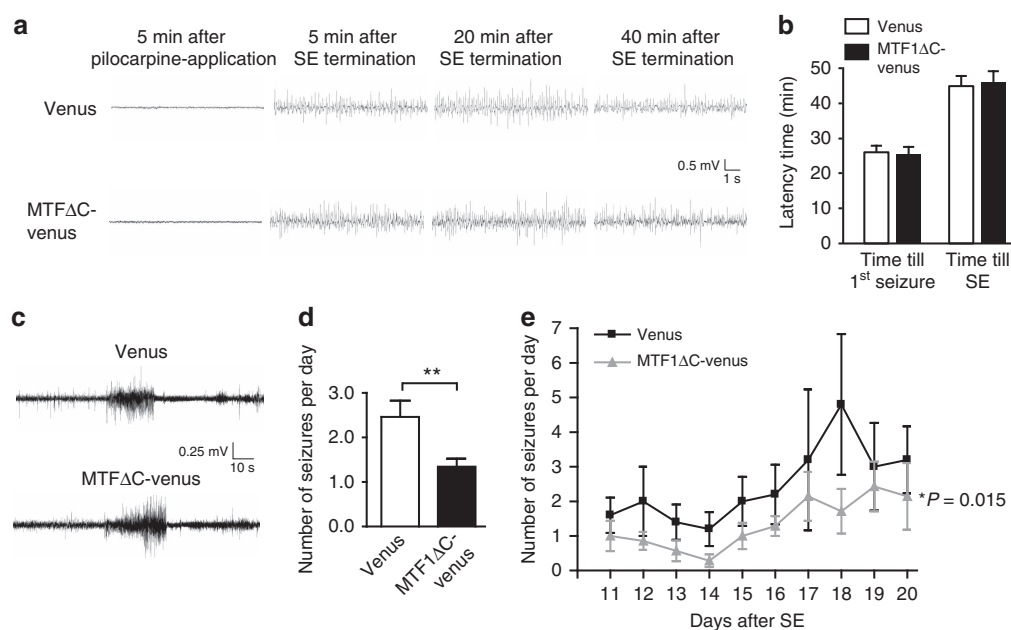 a
5 min after
pilocarpine-application
5 min after
SE termination
20 min after
SE termination
40 min after
SE termination
Venus
0.5 mV
1 s
MTFΔC-
venus
b
Venus
MTF1ΔC-
venus
Latency time (min)
50
40
30
20
10
0
Time till
1st seizure
Time till
SE
c
Venus
0.25 mV
10 s
MTFΔC-venus
d
Number of seizures per day
**
3.0
2.0
1.0
0.0
Venus
MTF1ΔC-
venus
e
Venus
MTF1ΔC-venus
Number of seizures per day
7
6
5
4
3
2
1
0
*P = 0.015
11 12 13 14 15 16 17 18 19 20
Days after SE